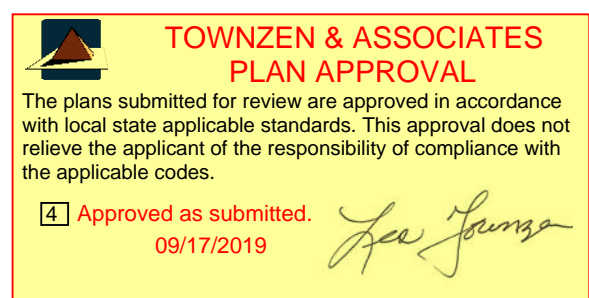 TOWNZEN & ASSOCIATES
PLAN APPROVAL
The plans submitted for review are approved in accordance
with local state applicable standards. This approval does not
relieve the applicant of the responsibility of compliance with
the applicable codes.
4 Approved as submitted.
09/17/2019